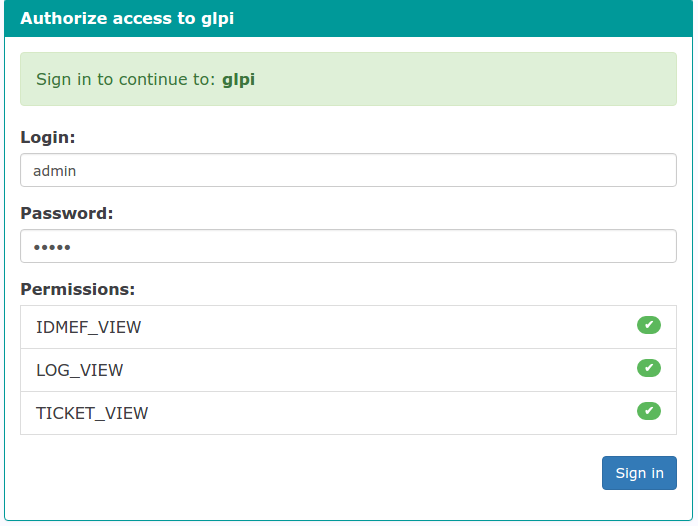 Authorize access to glpi
Sign in to continue to: glpi
Login:
admin
Password:
•••••
Permissions:
IDMEF_VIEW
LOG_VIEW
TICKET_VIEW
Sign in